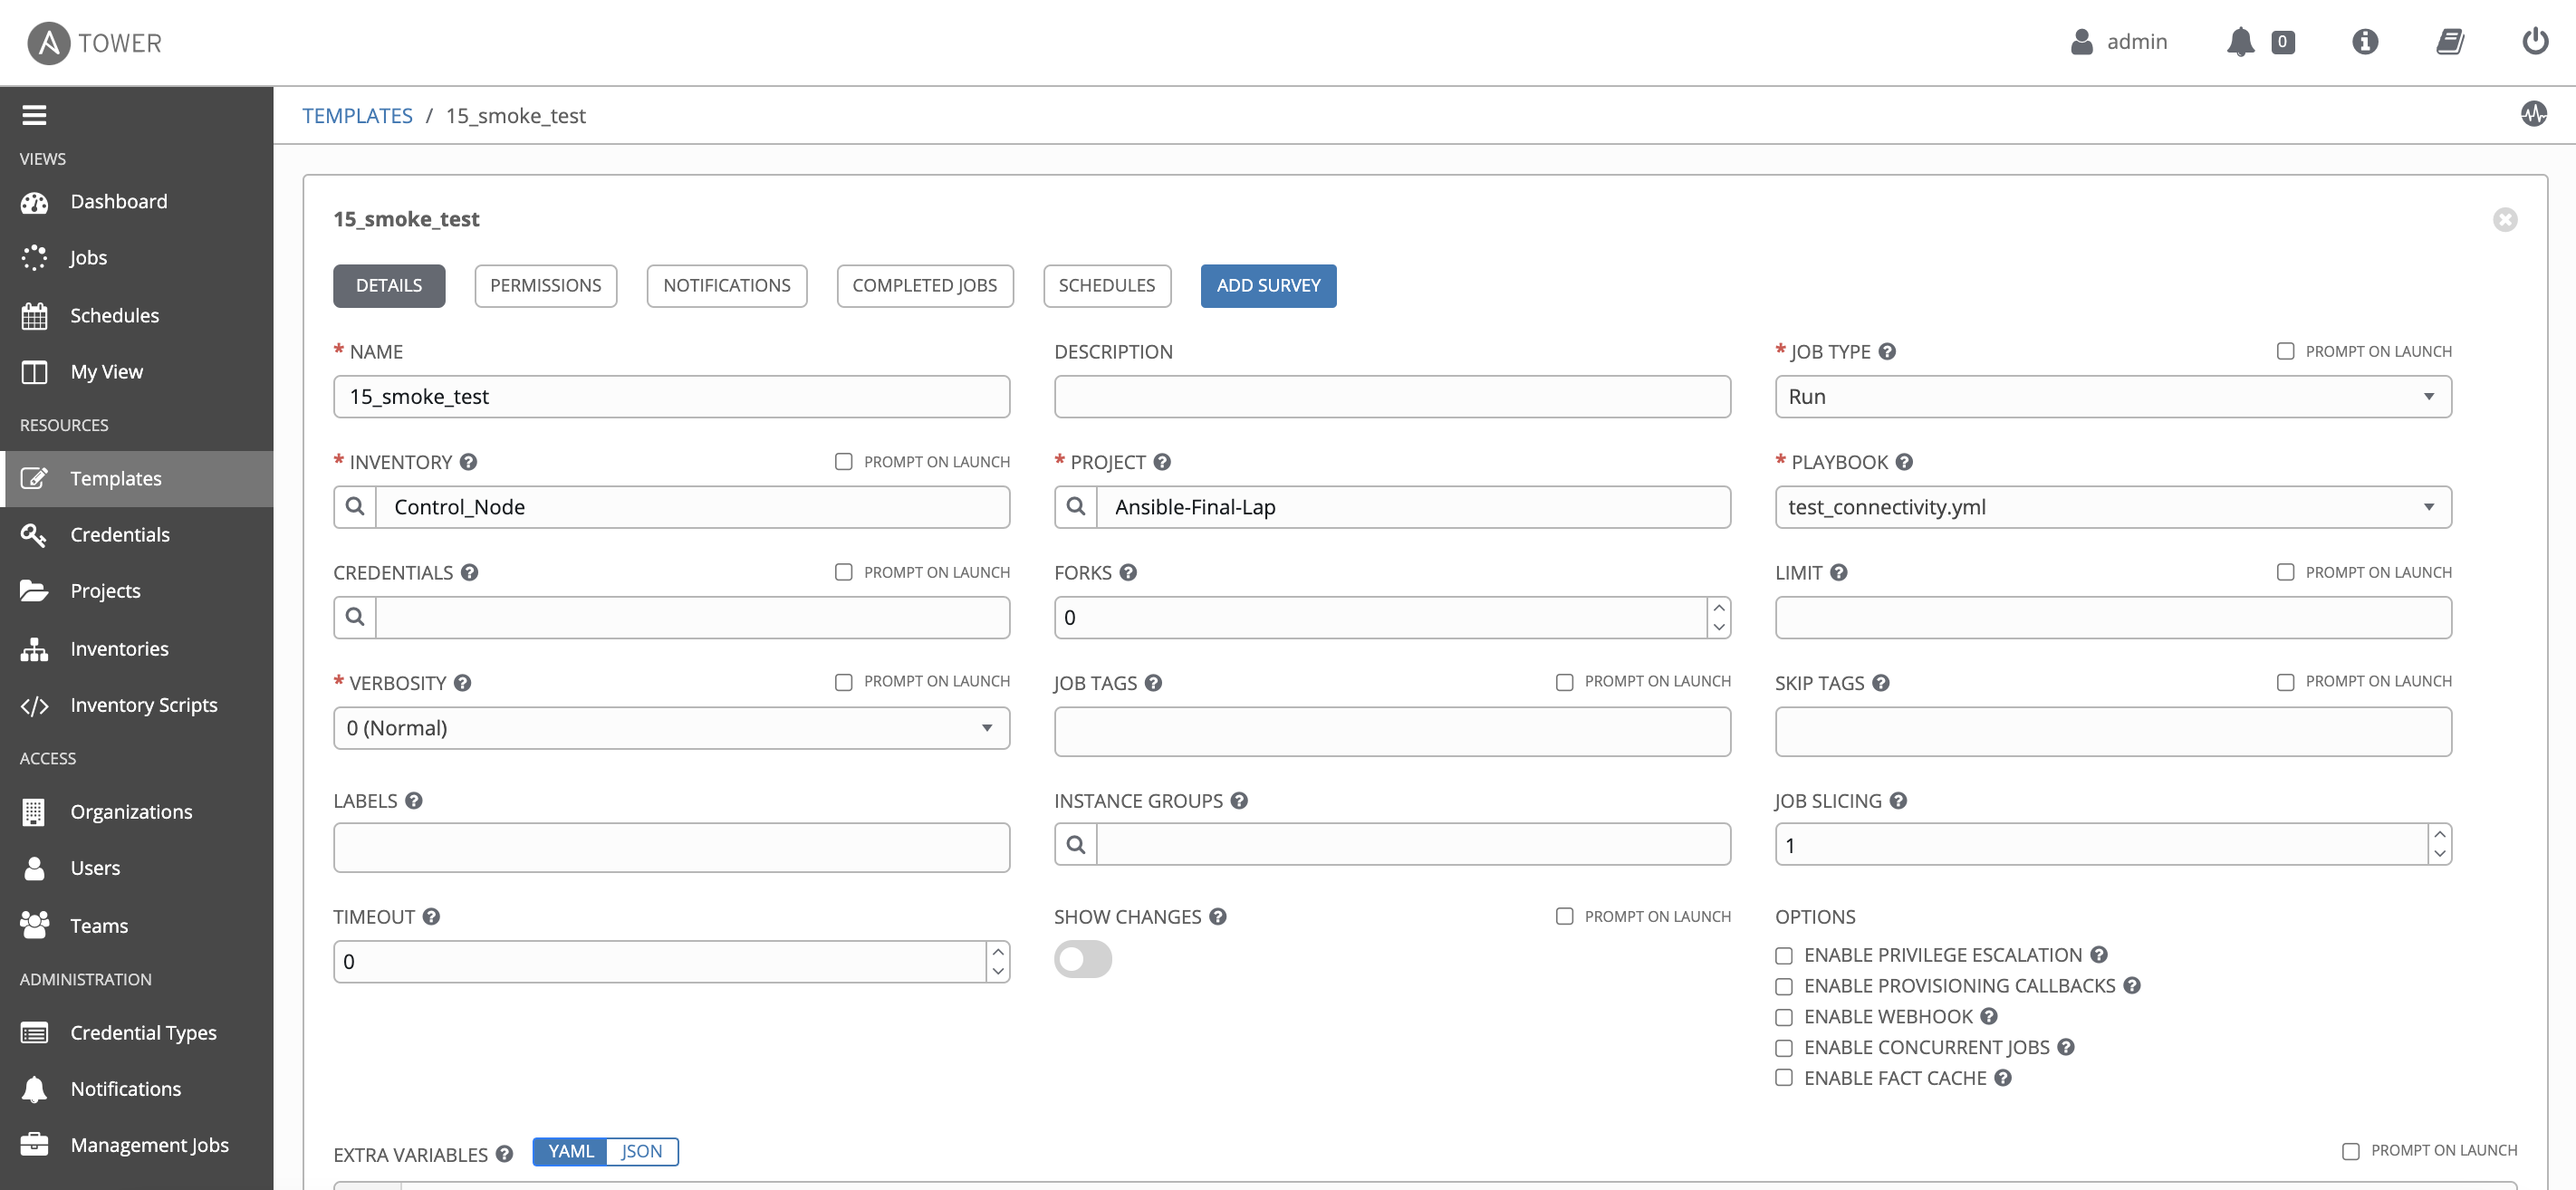 TOWER
admin
0
TEMPLATES / 15_smoke_test
VIEWS
Dashboard
Jobs
Schedules
My View
RESOURCES
Templates
Credentials
Projects
Inventories
Inventory Scripts
ACCESS
Organizations
Users
Teams
ADMINISTRATION
Credential Types
Notifications
Management Jobs
15_smoke_test
DETAILS PERMISSIONS NOTIFICATIONS COMPLETED JOBS SCHEDULES ADD SURVEY
* NAME
15_smoke_test
DESCRIPTION
* JOB TYPE PROMPT ON LAUNCH
Run
* INVENTORY PROMPT ON LAUNCH
Control_Node
* PROJECT
Ansible-Final-Lap
* PLAYBOOK
test_connectivity.yml
CREDENTIALS PROMPT ON LAUNCH
FORKS
0
LIMIT PROMPT ON LAUNCH
* VERBOSITY PROMPT ON LAUNCH
0 (Normal)
JOB TAGS PROMPT ON LAUNCH
SKIP TAGS PROMPT ON LAUNCH
LABELS
INSTANCE GROUPS
JOB SLICING
1
TIMEOUT
0
SHOW CHANGES PROMPT ON LAUNCH
OPTIONS
ENABLE PRIVILEGE ESCALATION
ENABLE PROVISIONING CALLBACKS
ENABLE WEBHOOK
ENABLE CONCURRENT JOBS
ENABLE FACT CACHE
EXTRA VARIABLES YAML JSON PROMPT ON LAUNCH